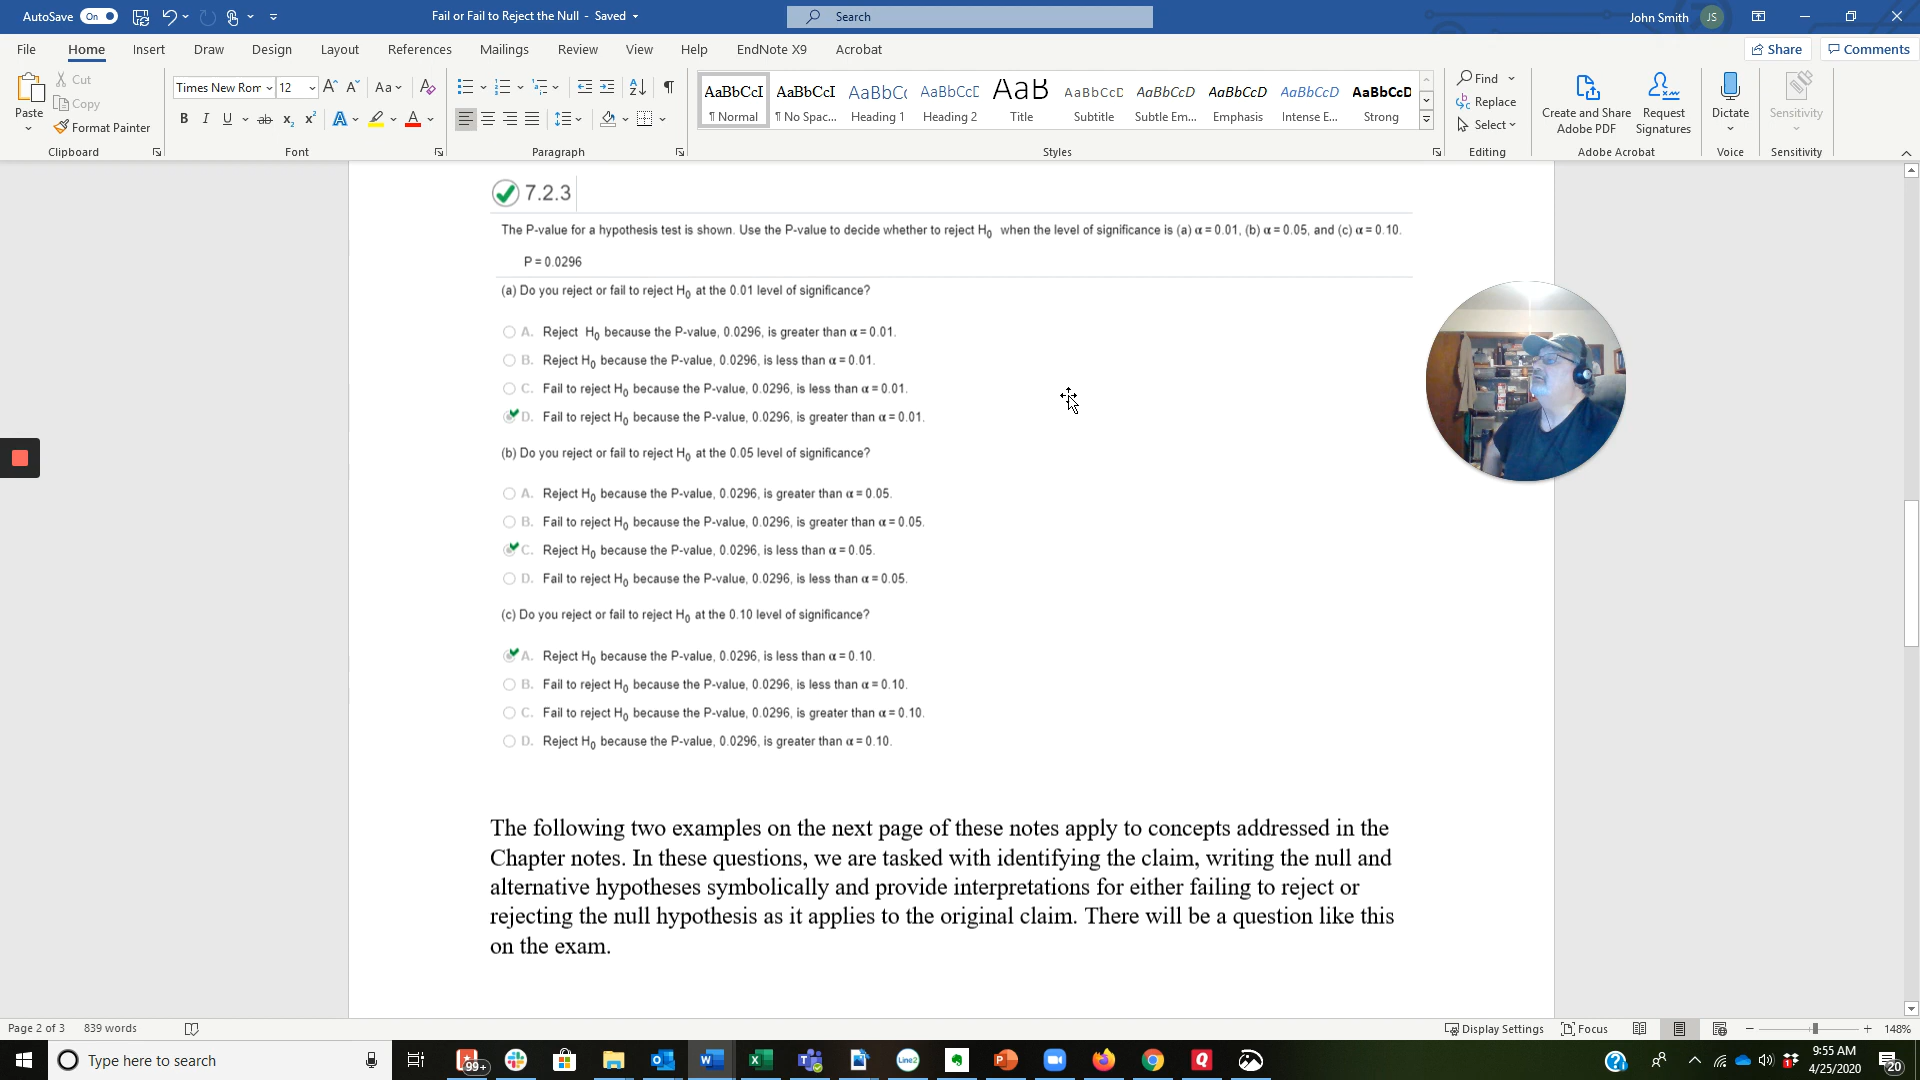 AutoSave On Fail or Fail to Reject the Null - Saved Search John Smith JS
File Home Insert Draw Design Layout References Mailings Review View Help EndNote X9 Acrobat Share Comments
Paste Cut Copy Format Painter
Times New Ror 12 Aa
AaBbCcI AaBbCcI AaBbC AaBbCcD AaB AaBbCcD AaBbCcD AaBbCcD AaBbCcD AaBbCcD
¶ Normal ¶ No Spac... Heading 1 Heading 2 Title Subtitle Subtle Em... Emphasis Intense E... Strong
Find Replace Select
Create and Share Adobe PDF Request Signatures Dictate Sensitivity
Clipboard Font Paragraph Styles Editing Adobe Acrobat Voice Sensitivity
7.2.3
The P-value for a hypothesis test is shown. Use the P-value to decide whether to reject H0 when the level of significance is (a) α = 0.01, (b) α = 0.05, and (c) α = 0.10.
P = 0.0296
(a) Do you reject or fail to reject H0 at the 0.01 level of significance?
A. Reject H0 because the P-value, 0.0296, is greater than α = 0.01.
B. Reject H0 because the P-value, 0.0296, is less than α = 0.01.
C. Fail to reject H0 because the P-value, 0.0296, is less than α = 0.01.
D. Fail to reject H0 because the P-value, 0.0296, is greater than α = 0.01.
(b) Do you reject or fail to reject H0 at the 0.05 level of significance?
A. Reject H0 because the P-value, 0.0296, is greater than α = 0.05.
B. Fail to reject H0 because the P-value, 0.0296, is greater than α = 0.05.
C. Reject H0 because the P-value, 0.0296, is less than α = 0.05.
D. Fail to reject H0 because the P-value, 0.0296, is less than α = 0.05.
(c) Do you reject or fail to reject H0 at the 0.10 level of significance?
A. Reject H0 because the P-value, 0.0296, is less than α = 0.10.
B. Fail to reject H0 because the P-value, 0.0296, is less than α = 0.10.
C. Fail to reject H0 because the P-value, 0.0296, is greater than α = 0.10.
D. Reject H0 because the P-value, 0.0296, is greater than α = 0.10.
The following two examples on the next page of these notes apply to concepts addressed in the
Chapter notes. In these questions, we are tasked with identifying the claim, writing the null and
alternative hypotheses symbolically and provide interpretations for either failing to reject or
rejecting the null hypothesis as it applies to the original claim. There will be a question like this
on the exam.
Page 2 of 3 839 words Display Settings Focus 148%
Type here to search 99+ Line2 9:55 AM
4/25/2020 20